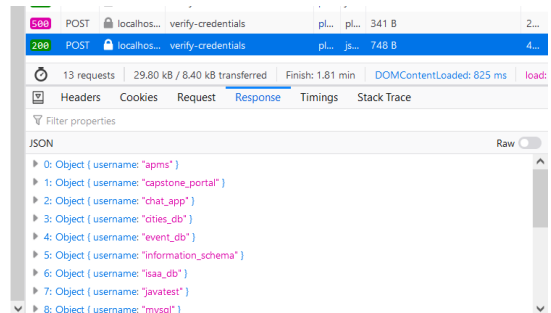 500 POST localhos... verify-credentials pl... pl... 341 B 2...
200 POST localhos... verify-credentials pl... js... 748 B 4...
13 requests 29.80 kB / 8.40 kB transferred Finish: 1.81 min DOMContentLoaded: 825 ms load:
Headers Cookies Request Response Timings Stack Trace
Filter properties
JSON Raw
0: Object { username: "apms" }
1: Object { username: "capstone_portal" }
2: Object { username: "chat_app" }
3: Object { username: "cities_db" }
4: Object { username: "event_db" }
5: Object { username: "information_schema" }
6: Object { username: "isaa_db" }
7: Object { username: "javatest" }
8: Object { username: "mysql" }